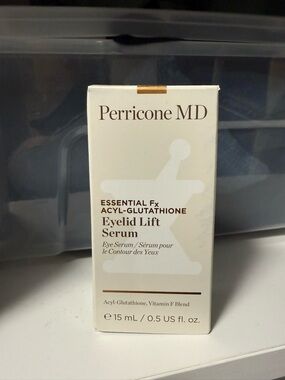 Perricone MD
ESSENTIAL Fx
ACYL-GLUTATHIONE
Eyelid Lift
Serum
Eye Serum / Sérum pour
le Contour des Yeux
Acyl-Glutathione, Vitamin F Blend
℮ 15 mL / 0.5 US fl. oz.